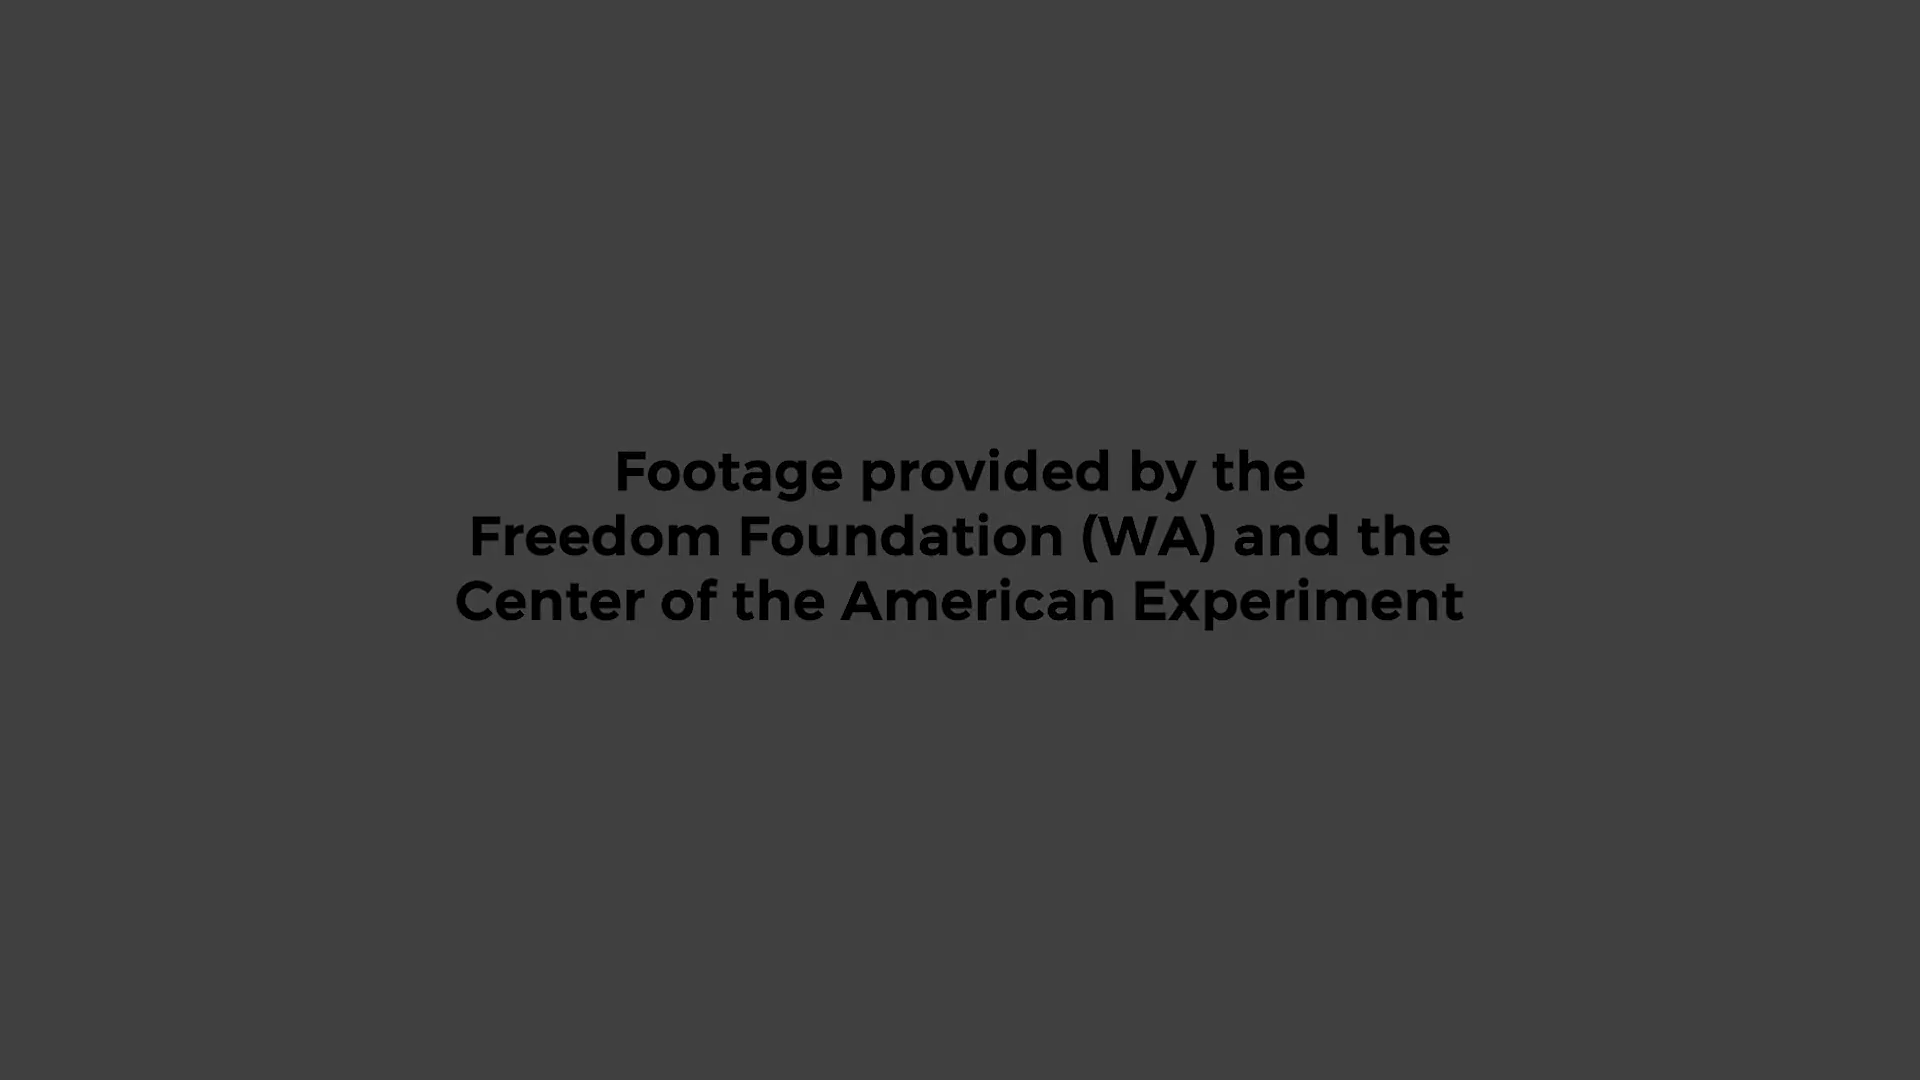 Footage provided by the
Freedom Foundation (WA) and the
Center of the American Experiment